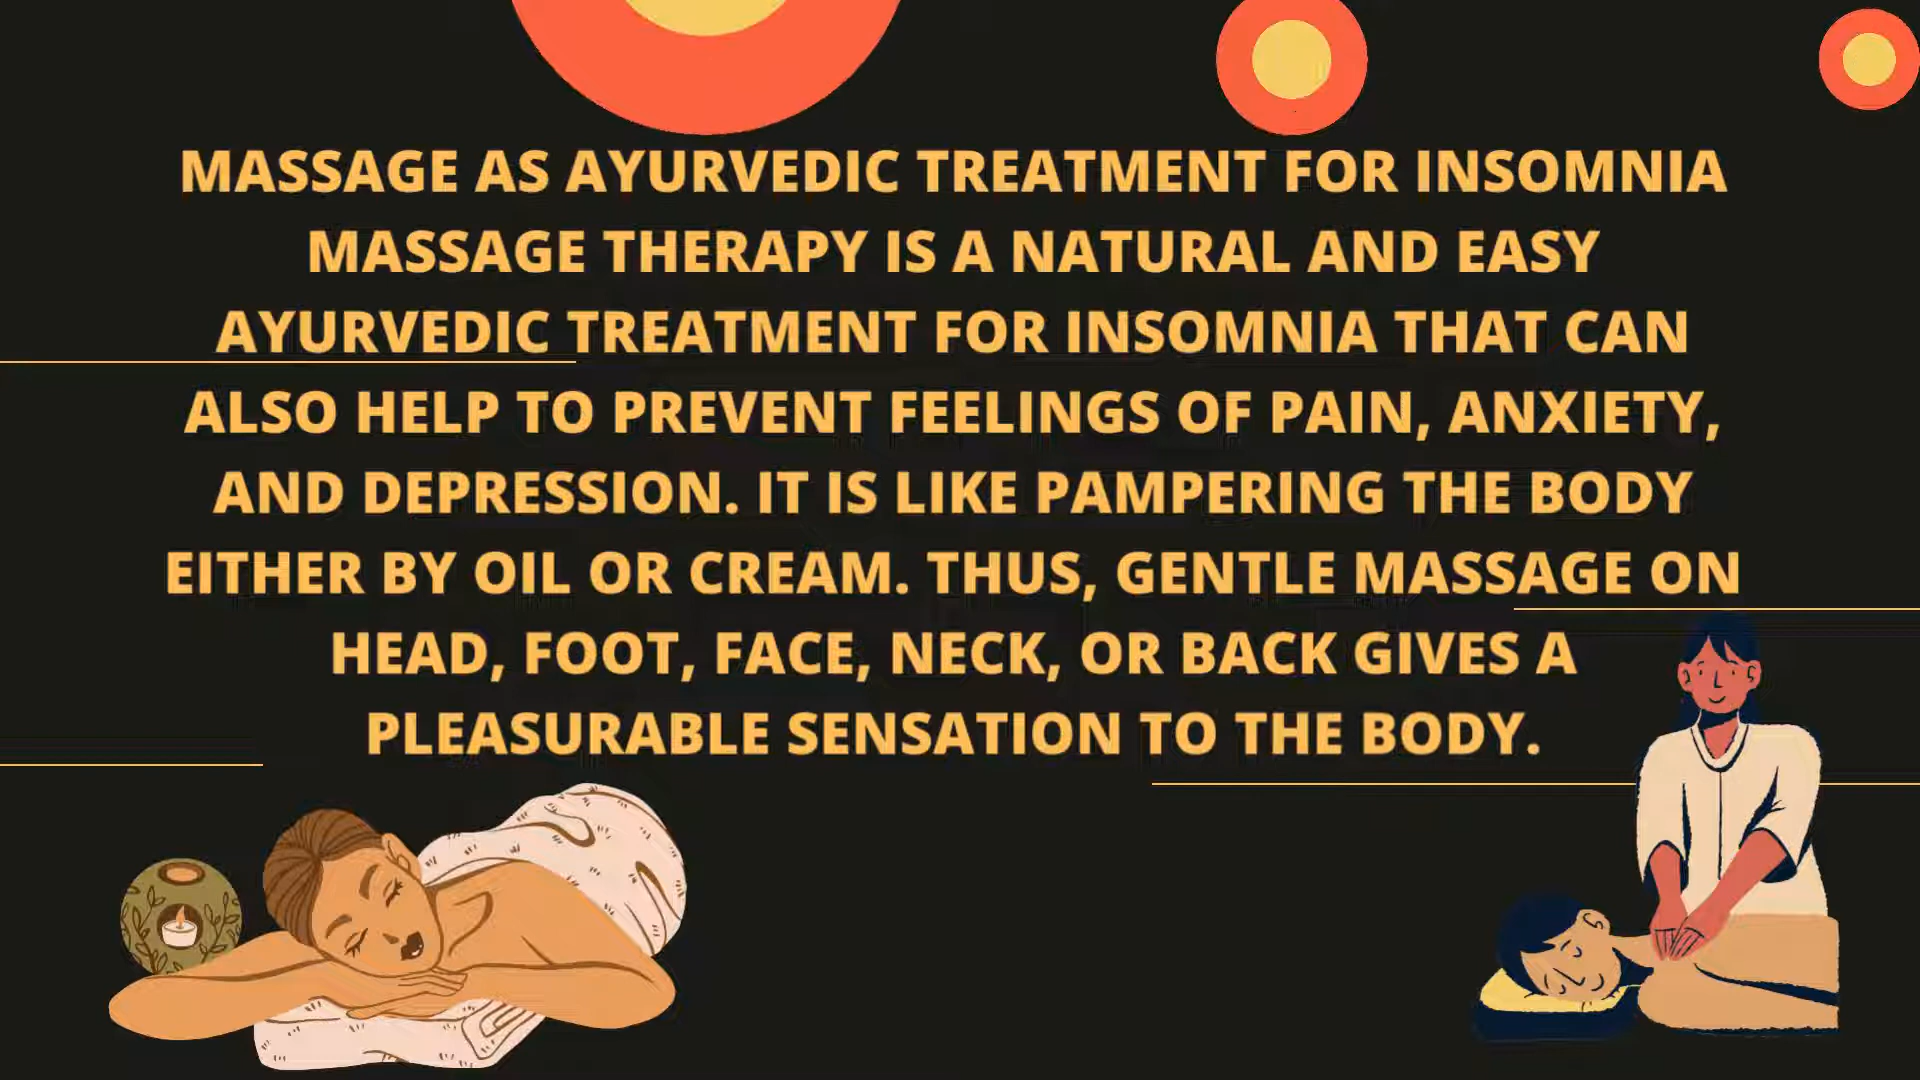 MASSAGE AS AYURVEDIC TREATMENT FOR INSOMNIA
MASSAGE THERAPY IS A NATURAL AND EASY
AYURVEDIC TREATMENT FOR INSOMNIA THAT CAN
ALSO HELP TO PREVENT FEELINGS OF PAIN, ANXIETY,
AND DEPRESSION. IT IS LIKE PAMPERING THE BODY
EITHER BY OIL OR CREAM. THUS, GENTLE MASSAGE ON
HEAD, FOOT, FACE, NECK, OR BACK GIVES A
PLEASURABLE SENSATION TO THE BODY.